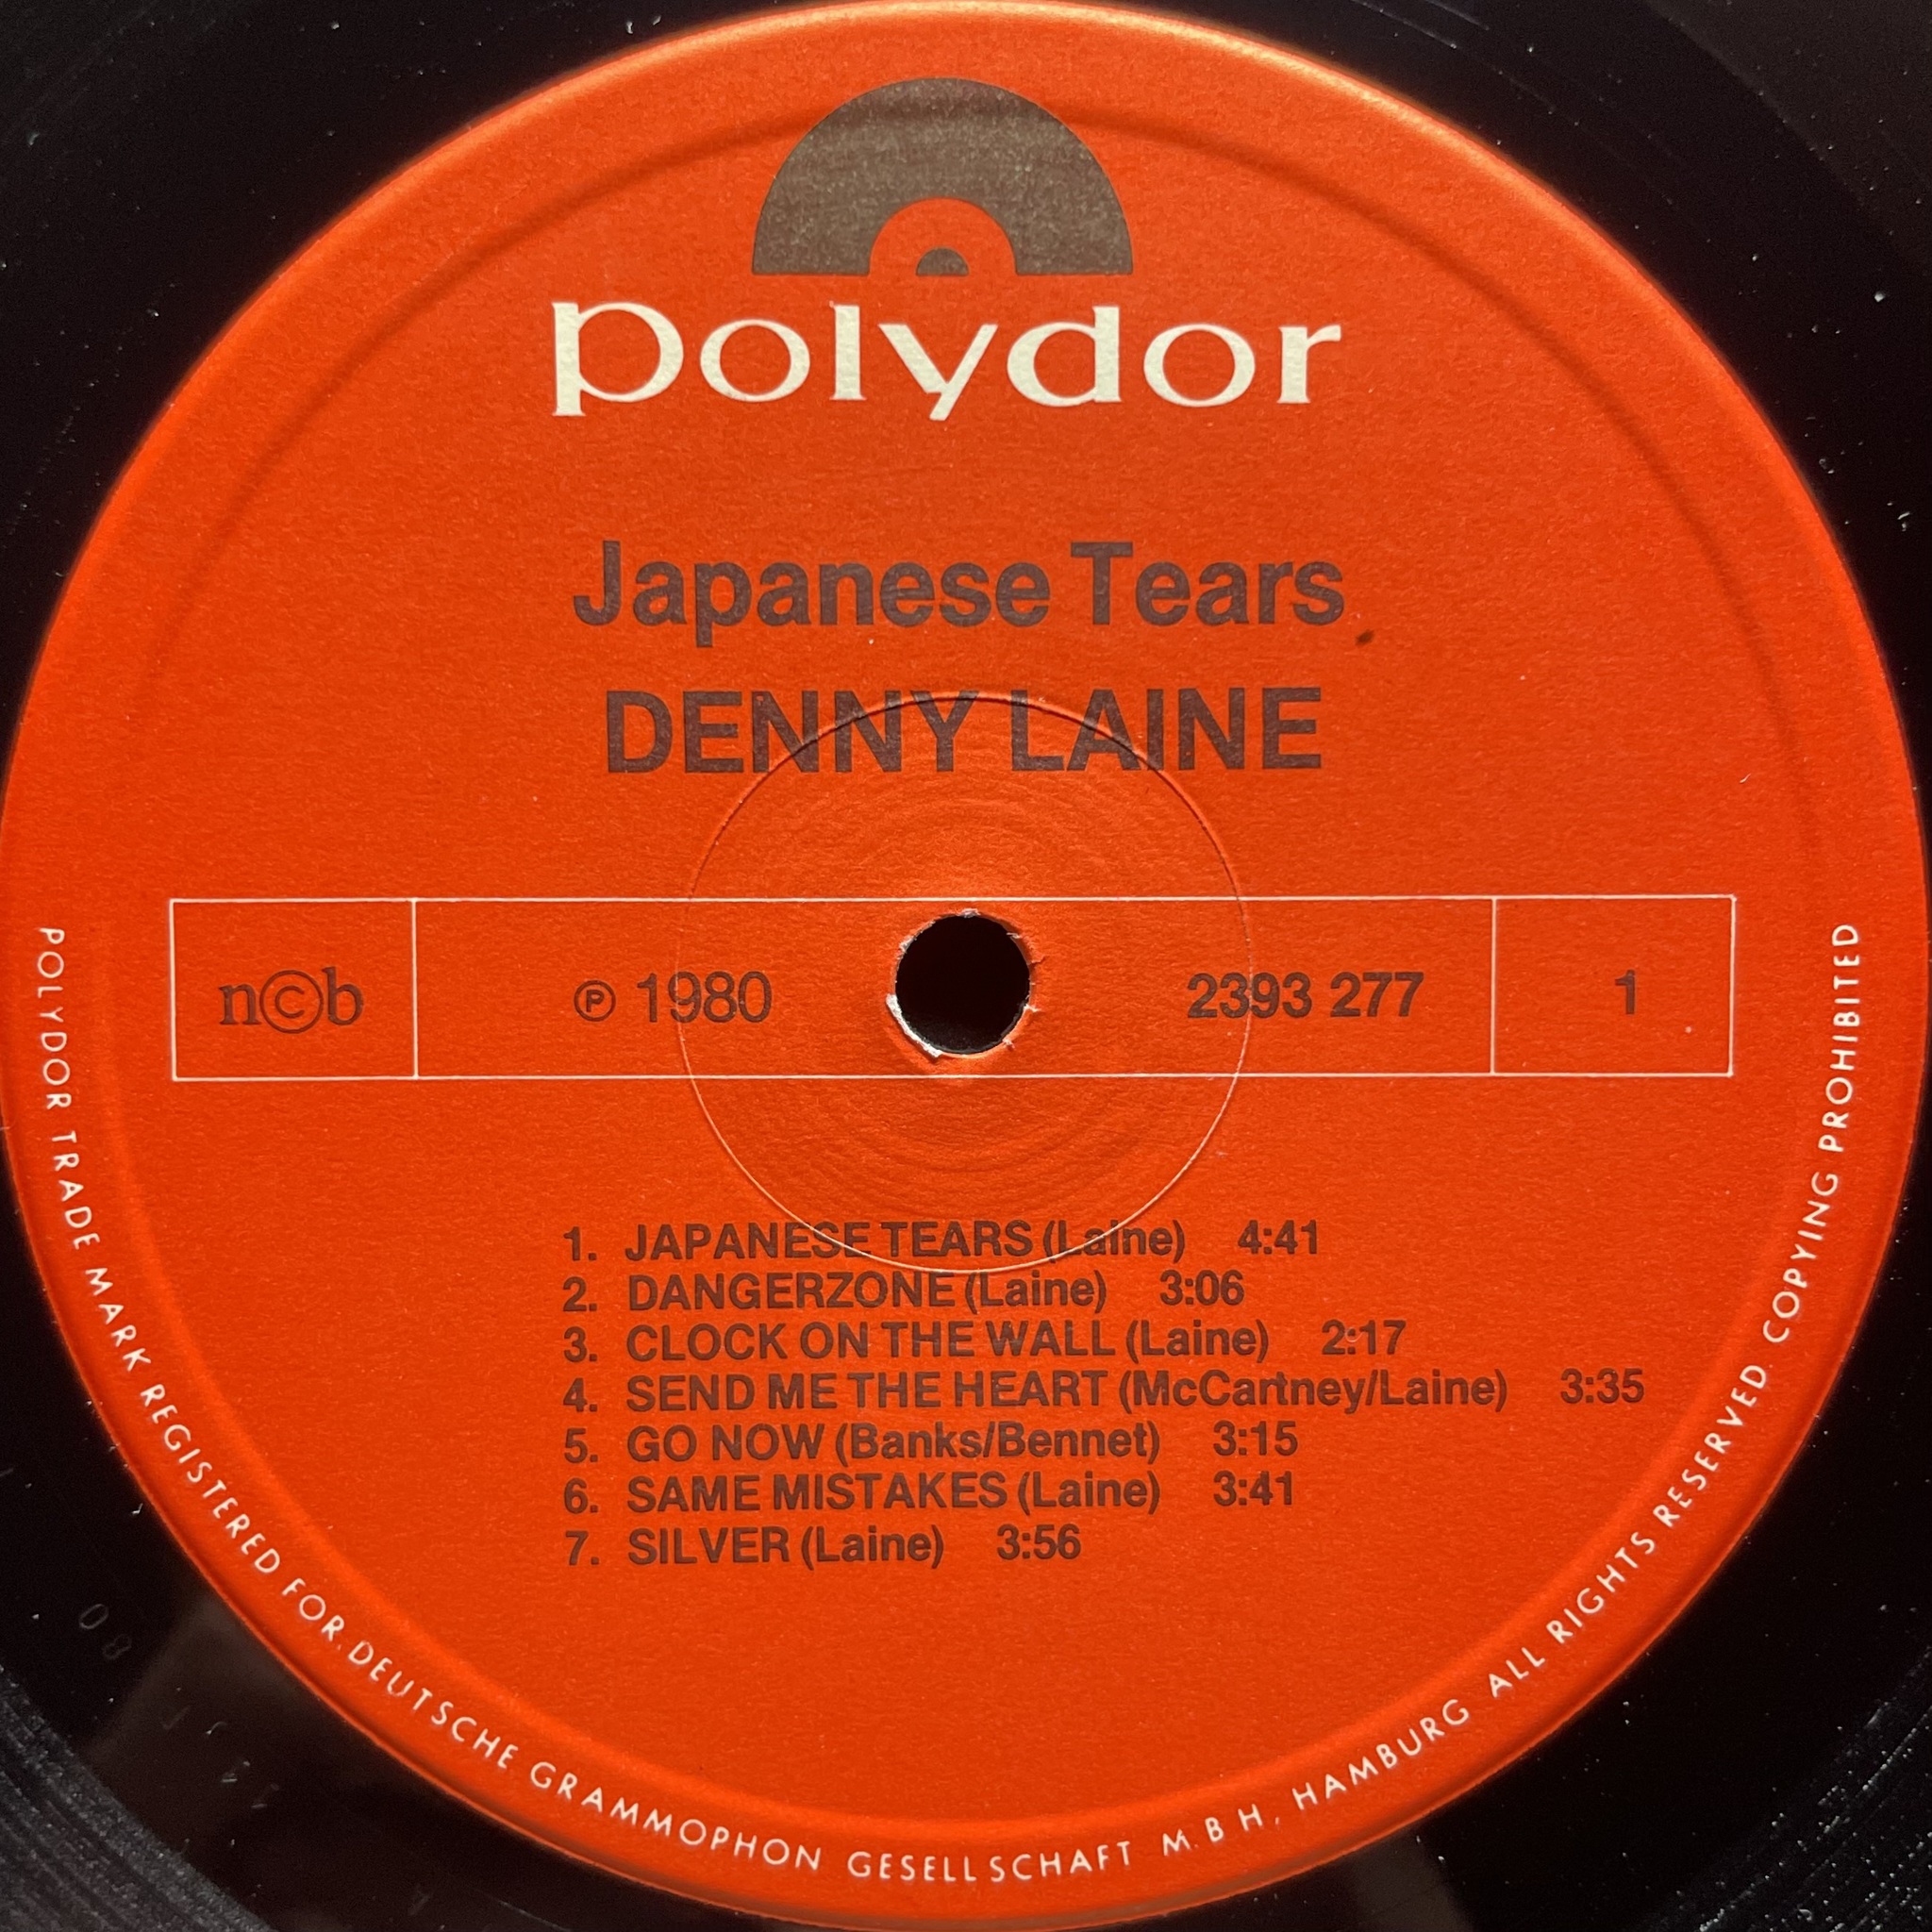 polydor
Japanese Tears
DENNY LAINE
n©b
℗ 1980
2393 277
1
1. JAPANESE TEARS (Laine) 4:41
2. DANGERZONE (Laine) 3:06
3. CLOCK ON THE WALL (Laine) 2:17
4. SEND ME THE HEART (McCartney/Laine) 3:35
5. GO NOW (Banks/Bennet) 3:15
6. SAME MISTAKES (Laine) 3:41
7. SILVER (Laine) 3:56
POLYDOR TRADE MARK REGISTERED FOR DEUTSCHE GRAMMOPHON GESELLSCHAFT M.B H, HAMBURG ALL RIGHTS RESERVED COPYING PROHIBITED
80